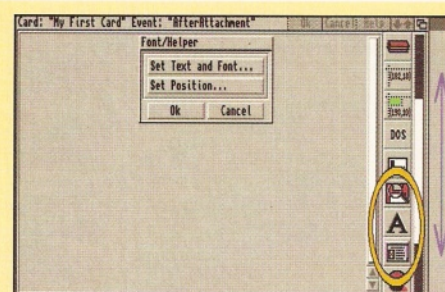 Card: "My First Card" Event: "AfterAttachment" Ok Cancel Help
Font/Helper
Set Text and Font...
Set Position...
Ok Cancel
DOS
A